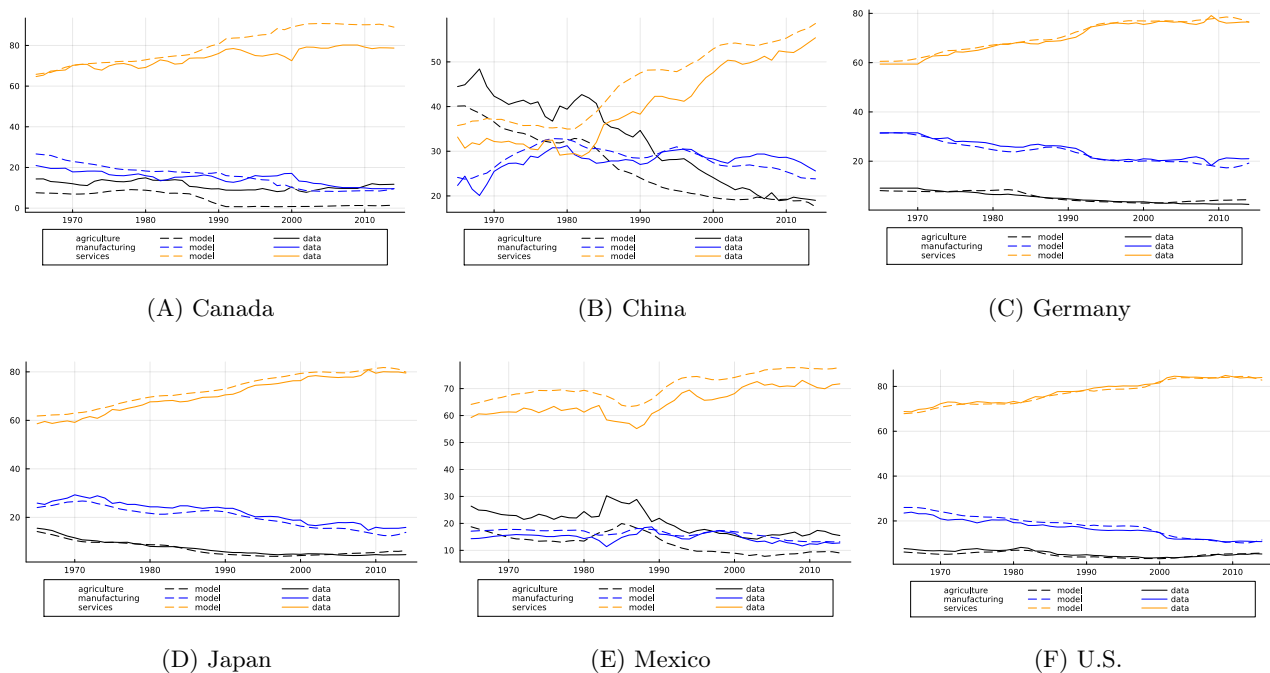 80
60
40
20
0
1970 1980 1990 2000 2010
agriculture model data
manufacturing model data
services model data
(A) Canada
50
40
30
20
1970 1980 1990 2000 2010
agriculture model data
manufacturing model data
services model data
(B) China
80
60
40
20
1970 1980 1990 2000 2010
agriculture model data
manufacturing model data
services model data
(C) Germany
80
60
40
20
1970 1980 1990 2000 2010
agriculture model data
manufacturing model data
services model data
(D) Japan
70
60
50
40
30
20
10
1970 1980 1990 2000 2010
agriculture model data
manufacturing model data
services model data
(E) Mexico
80
60
40
20
1970 1980 1990 2000 2010
agriculture model data
manufacturing model data
services model data
(F) U.S.